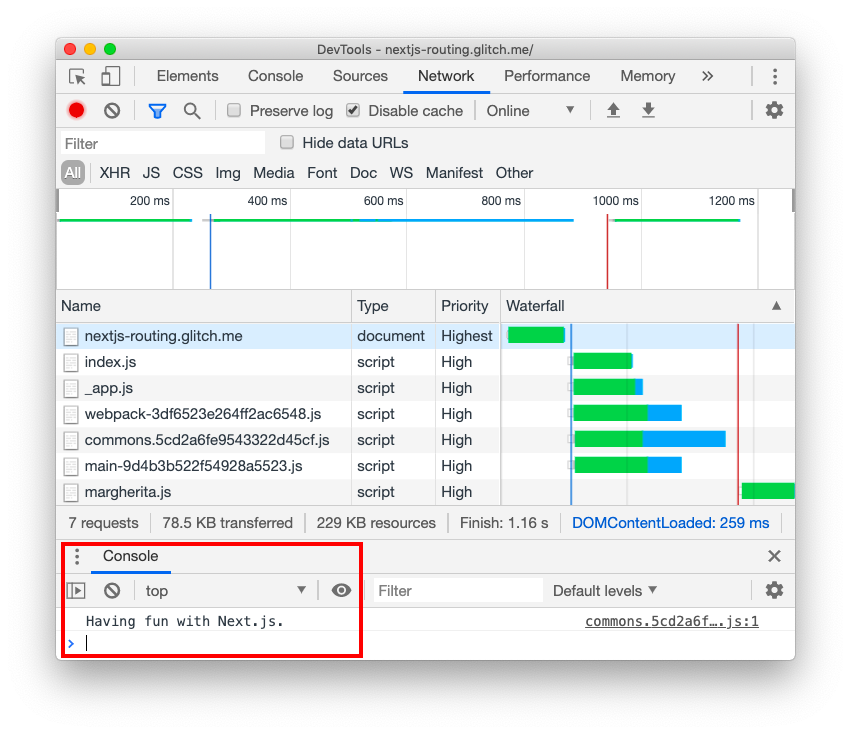 DevTools - nextjs-routing.glitch.me/
Elements Console Sources Network Performance Memory »
Preserve log Disable cache Online ▼
Filter Hide data URLs
All XHR JS CSS Img Media Font Doc WS Manifest Other
200 ms 400 ms 600 ms 800 ms 1000 ms 1200 ms
Name Type Priority Waterfall ▲
nextjs-routing.glitch.me document Highest
index.js script High
_app.js script High
webpack-3df6523e264ff2ac6548.js script High
commons.5cd2a6fe9543322d45cf.js script High
main-9d4b3b522f54928a5523.js script High
margherita.js script High
7 requests 78.5 KB transferred 229 KB resources Finish: 1.16 s DOMContentLoaded: 259 ms
Console
top ▼ Filter Default levels ▼
Having fun with Next.js. commons.5cd2a6f….js:1